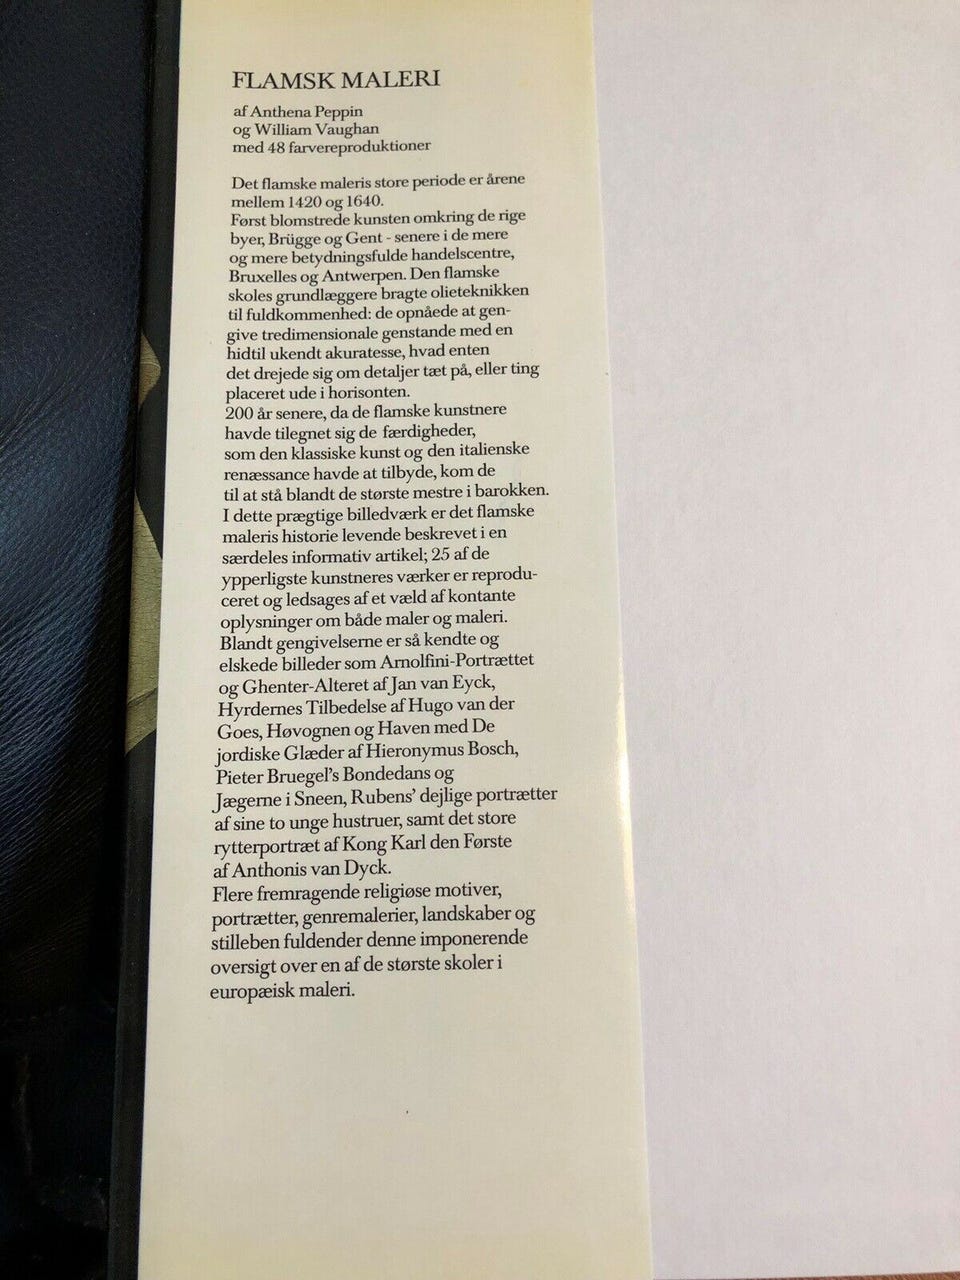 FLAMSK MALERI
af Anthena Peppin
og William Vaughan
med 48 farvereproduktioner
Det flamske maleris store periode er årene
mellem 1420 og 1640.
Først blomstrede kunsten omkring de rige
byer, Brügge og Gent - senere i de mere
og mere betydningsfulde handelscentre,
Bruxelles og Antwerpen. Den flamske
skoles grundlæggere bragte olieteknikken
til fuldkommenhed: de opnåede at gen-
give tredimensionale genstande med en
hidtil ukendt akuratesse, hvad enten
det drejede sig om detaljer tæt på, eller ting
placeret ude i horisonten.
200 år senere, da de flamske kunstnere
havde tilegnet sig de færdigheder,
som den klassiske kunst og den italienske
renæssance havde at tilbyde, kom de
til at stå blandt de største mestre i barokken.
I dette prægtige billedværk er det flamske
maleris historie levende beskrevet i en
særdeles informativ artikel; 25 af de
ypperligste kunstneres værker er reprodu-
ceret og ledsages af et væld af kontante
oplysninger om både maler og maleri.
Blandt gengivelserne er så kendte og
elskede billeder som Arnolfini-Portrættet
og Ghenter-Alteret af Jan van Eyck,
Hyrdernes Tilbedelse af Hugo van der
Goes, Høvognen og Haven med De
jordiske Glæder af Hieronymus Bosch,
Pieter Bruegel's Bondedans og
Jægerne i Sneen, Rubens' dejlige portrætter
af sine to unge hustruer, samt det store
rytterportræt af Kong Karl den Første
af Anthonis van Dyck.
Flere fremragende religiøse motiver,
portrætter, genremalerier, landskaber og
stilleben fuldender denne imponerende
oversigt over en af de største skoler i
europæisk maleri.